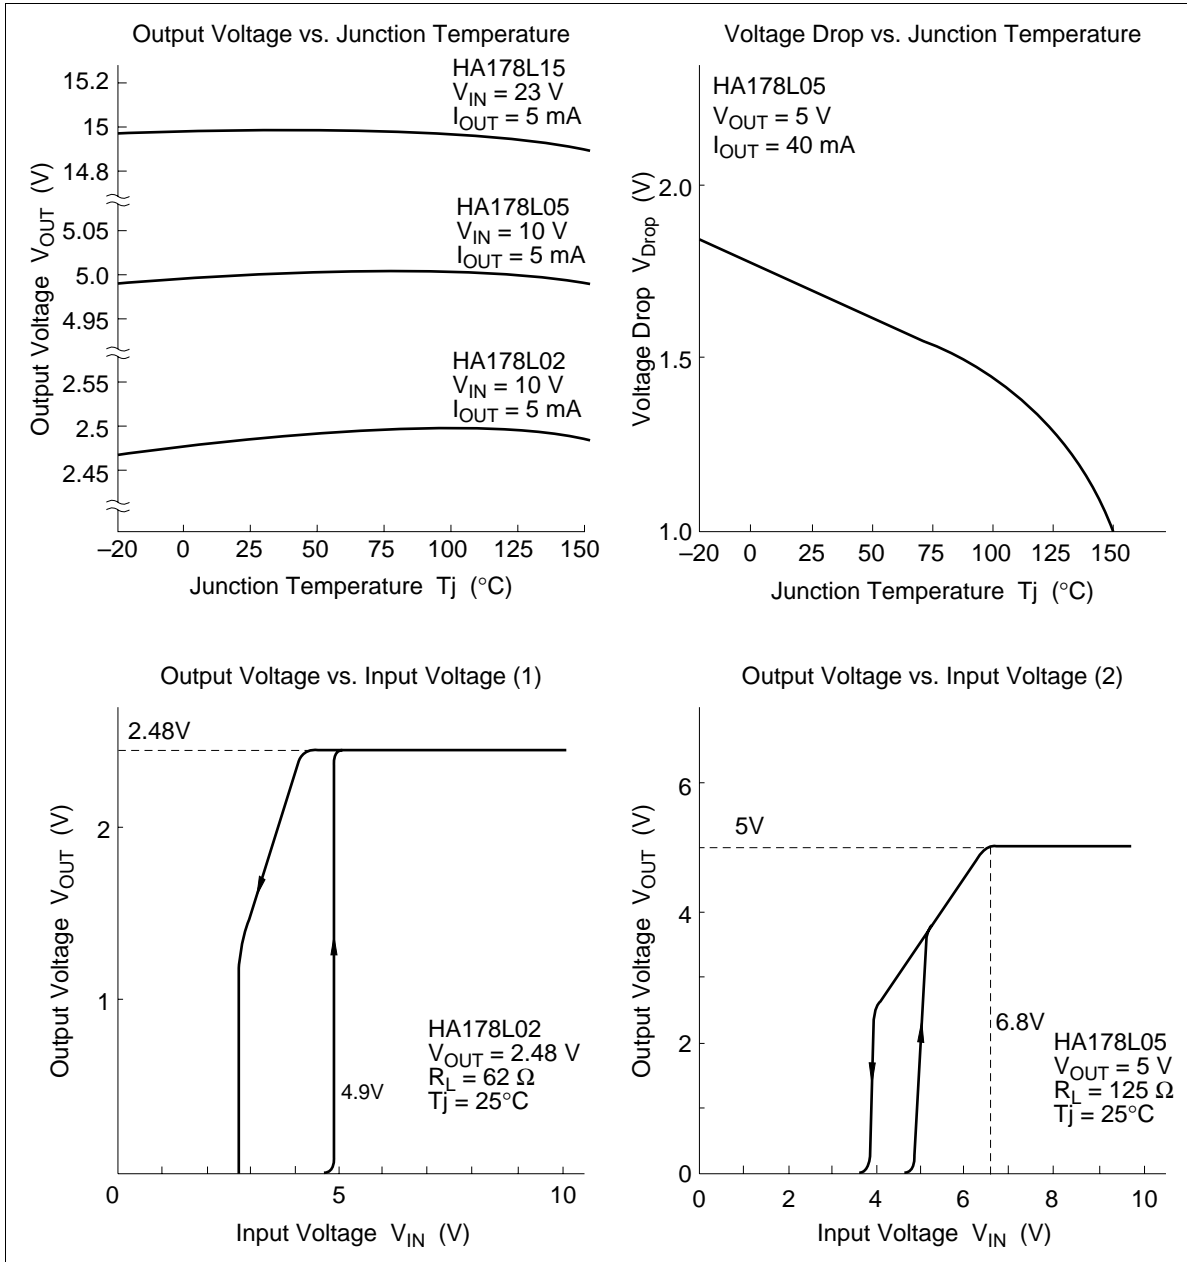 Output Voltage vs. Junction Temperature
Output Voltage V_OUT (V)
15.2
15
14.8
5.05
5.0
4.95
2.55
2.5
2.45
HA178L15
V_IN = 23 V
I_OUT = 5 mA
HA178L05
V_IN = 10 V
I_OUT = 5 mA
HA178L02
V_IN = 10 V
I_OUT = 5 mA
–20 0 25 50 75 100 125 150
Junction Temperature Tj (°C)
Voltage Drop vs. Junction Temperature
Voltage Drop V_Drop (V)
2.0
1.5
1.0
HA178L05
V_OUT = 5 V
I_OUT = 40 mA
–20 0 25 50 75 100 125 150
Junction Temperature Tj (°C)
Output Voltage vs. Input Voltage (1)
Output Voltage V_OUT (V)
2.48V
2
1
4.9V
HA178L02
V_OUT = 2.48 V
R_L = 62 Ω
Tj = 25°C
0 5 10
Input Voltage V_IN (V)
Output Voltage vs. Input Voltage (2)
Output Voltage V_OUT (V)
6
5V
4
2
0
6.8V
HA178L05
V_OUT = 5 V
R_L = 125 Ω
Tj = 25°C
0 2 4 6 8 10
Input Voltage V_IN (V)